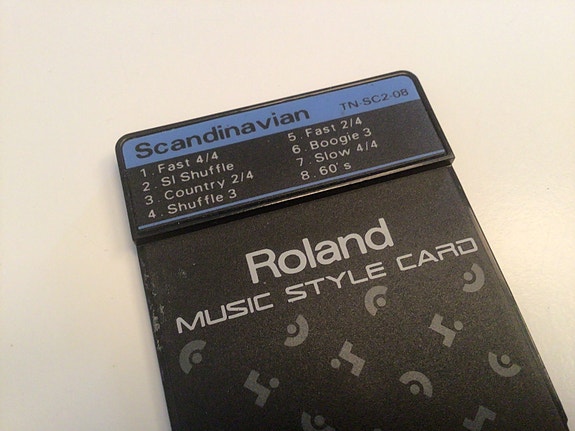 Scandinavian TN-SC2-08
1. Fast 4/4
2. Sl Shuffle
3. Country 2/4
4. Shuffle 3
5. Fast 2/4
6. Boogie 3
7. Slow 4/4
8. 60's
Roland
MUSIC STYLE CARD